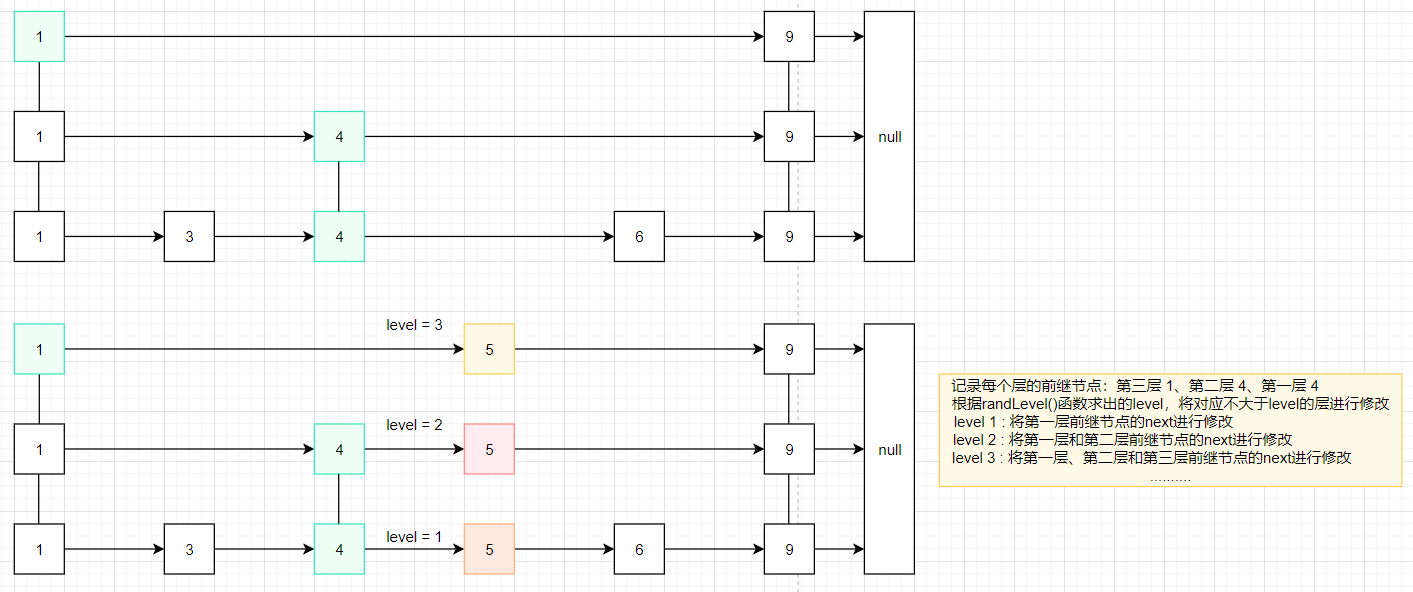 1
9
1
4
9
null
1
3
4
6
9
level = 3
1
5
9
level = 2
1
4
5
9
null
level = 1
1
3
4
5
6
9
记录每个层的前继节点：第三层 1、第二层 4、第一层 4
根据randLevel()函数求出的level，将对应不大于level的层进行修改
level 1 : 将第一层前继节点的next进行修改
level 2 : 将第一层和第二层前继节点的next进行修改
level 3 : 将第一层、第二层和第三层前继节点的next进行修改
..........